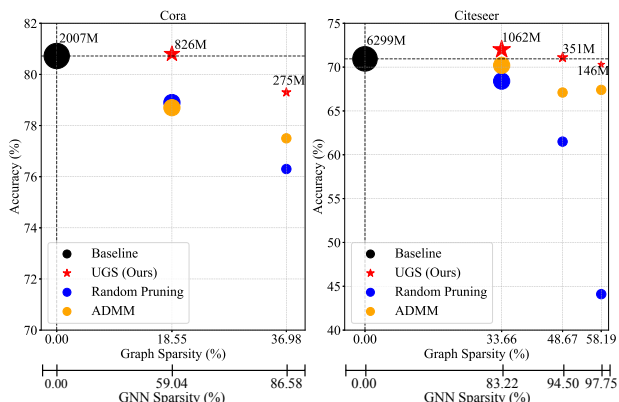 Cora
2007M
826M
275M
Accuracy (%)
82
80
78
76
74
72
70
Baseline
UGS (Ours)
Random Pruning
ADMM
0.00
18.55
36.98
Graph Sparsity (%)
0.00
59.04
86.58
GNN Sparsity (%)
Citeseer
6299M
1062M
351M
146M
Accuracy (%)
75
70
65
60
55
50
45
40
Baseline
UGS (Ours)
Random Pruning
ADMM
0.00
33.66
48.67
58.19
Graph Sparsity (%)
0.00
83.22
94.50
97.75
GNN Sparsity (%)